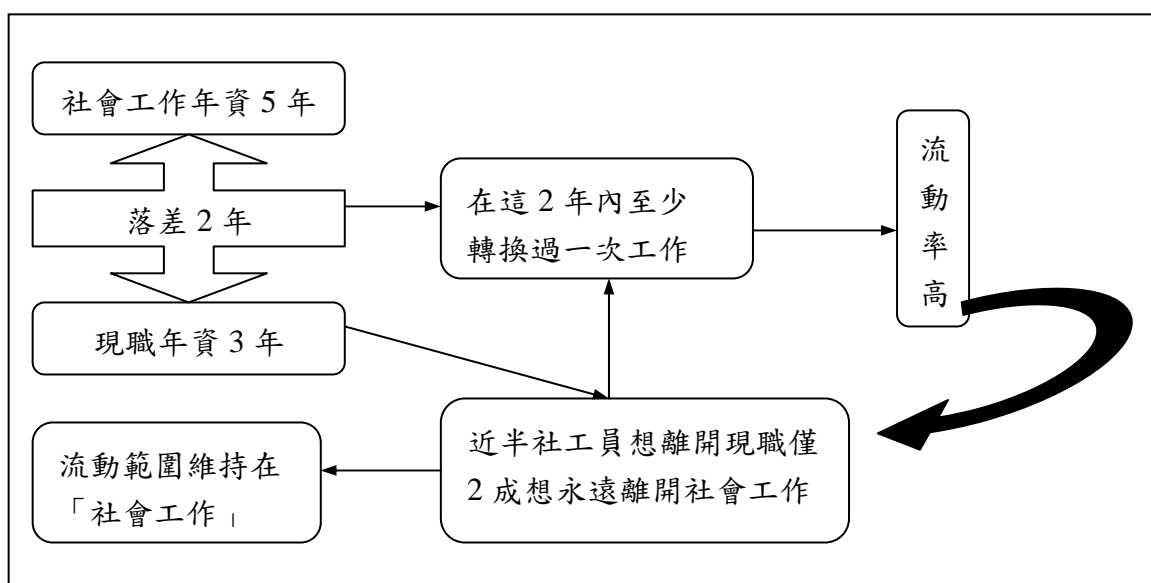 社會工作年資 5 年
落差 2 年
現職年資 3 年
在這 2 年內至少
轉換過一次工作
流動率高
近半社工員想離開現職僅
2 成想永遠離開社會工作
流動範圍維持在
「社會工作」